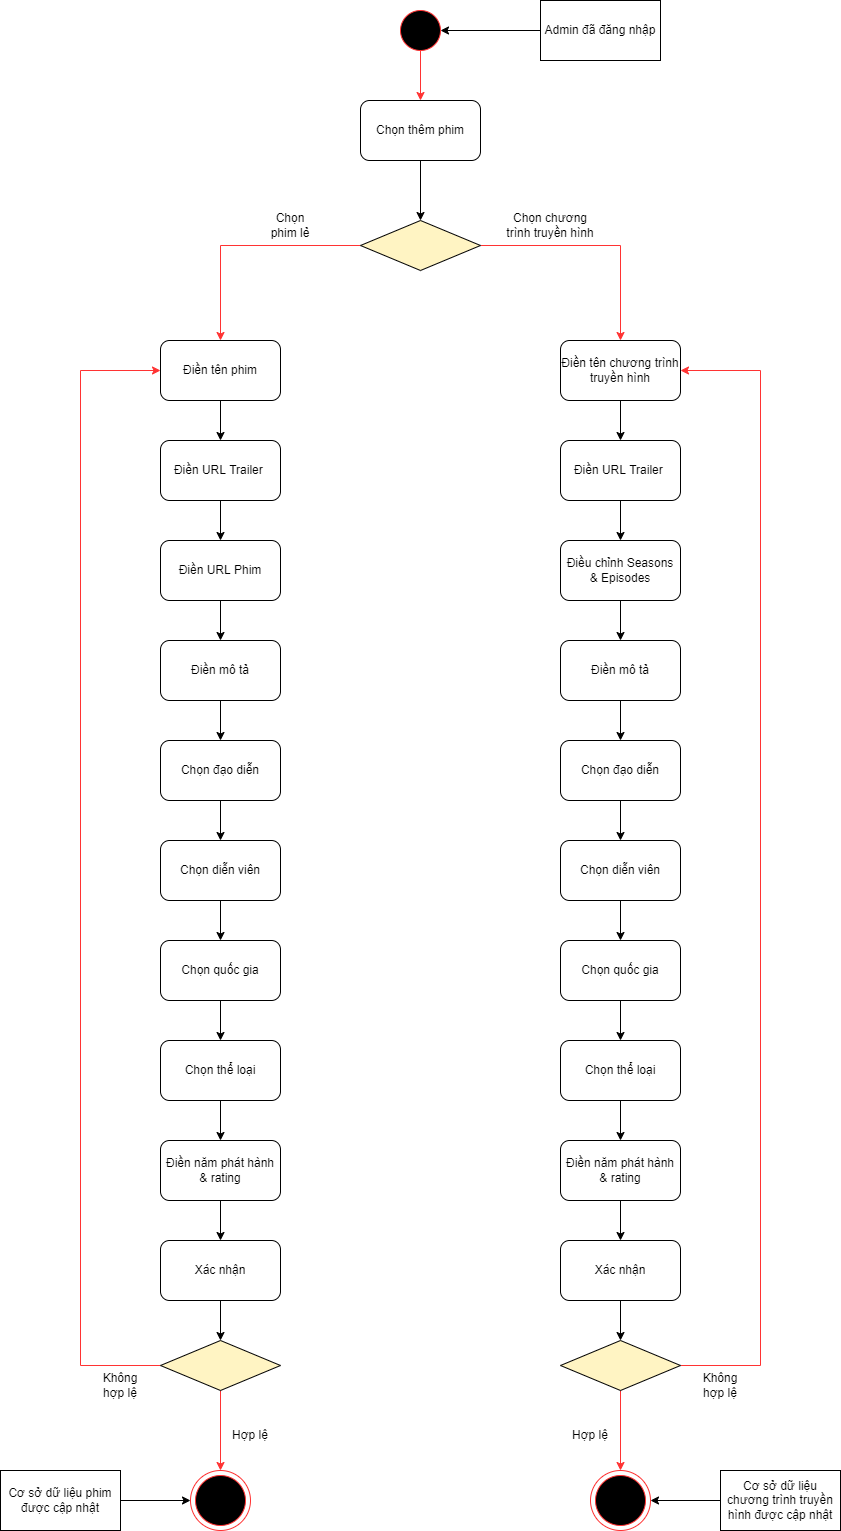 Admin đã đăng nhập
Chọn thêm phim
Chọn
phim lẻ
Chọn chương
trình truyền hình
Điền tên phim
Điền URL Trailer
Điền URL Phim
Điền mô tả
Chọn đạo diễn
Chọn diễn viên
Chọn quốc gia
Chọn thể loại
Điền năm phát hành
& rating
Xác nhận
Không
hợp lệ
Hợp lệ
Cơ sở dữ liệu phim
được cập nhật
Điền tên chương trình
truyền hình
Điền URL Trailer
Điều chỉnh Seasons
& Episodes
Điền mô tả
Chọn đạo diễn
Chọn diễn viên
Chọn quốc gia
Chọn thể loại
Điền năm phát hành
& rating
Xác nhận
Không
hợp lệ
Hợp lệ
Cơ sở dữ liệu
chương trình truyền
hình được cập nhật